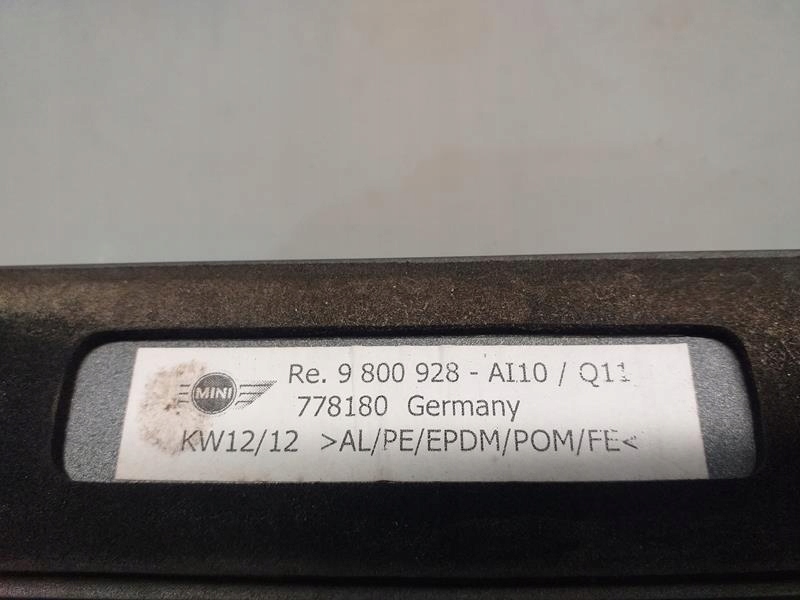 MINI Re. 9 800 928 - AI10 / Q11
778180 Germany
KW12/12 >AL/PE/EPDM/POM/FE<